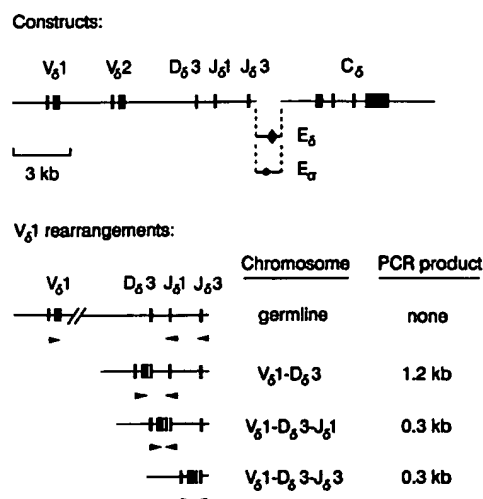 Constructs:
Vδ1 Vδ2 Dδ3 Jδ1 Jδ3 Cδ
Eδ
3 kb
Eα
Vδ1 rearrangements:
Chromosome PCR product
Vδ1 Dδ3 Jδ1 Jδ3
germline none
Vδ1-Dδ3 1.2 kb
Vδ1-Dδ3-Jδ1 0.3 kb
Vδ1-Dδ3-Jδ3 0.3 kb